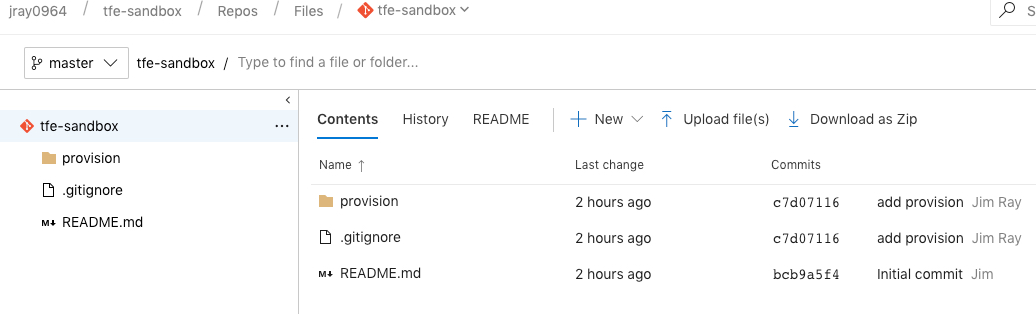 jray0964 / tfe-sandbox / Repos / Files / tfe-sandbox S
master tfe-sandbox / Type to find a file or folder...
tfe-sandbox ...
provision
.gitignore
M↓ README.md
Contents History README New Upload file(s) Download as Zip
Name ↑ Last change Commits
provision 2 hours ago c7d07116 add provision Jim Ray
.gitignore 2 hours ago c7d07116 add provision Jim Ray
M↓ README.md 2 hours ago bcb9a5f4 Initial commit Jim